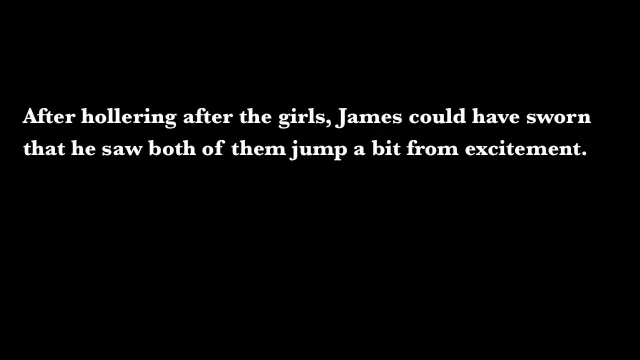 After hollering after the girls, James could have sworn
that he saw both of them jump a bit from excitement.